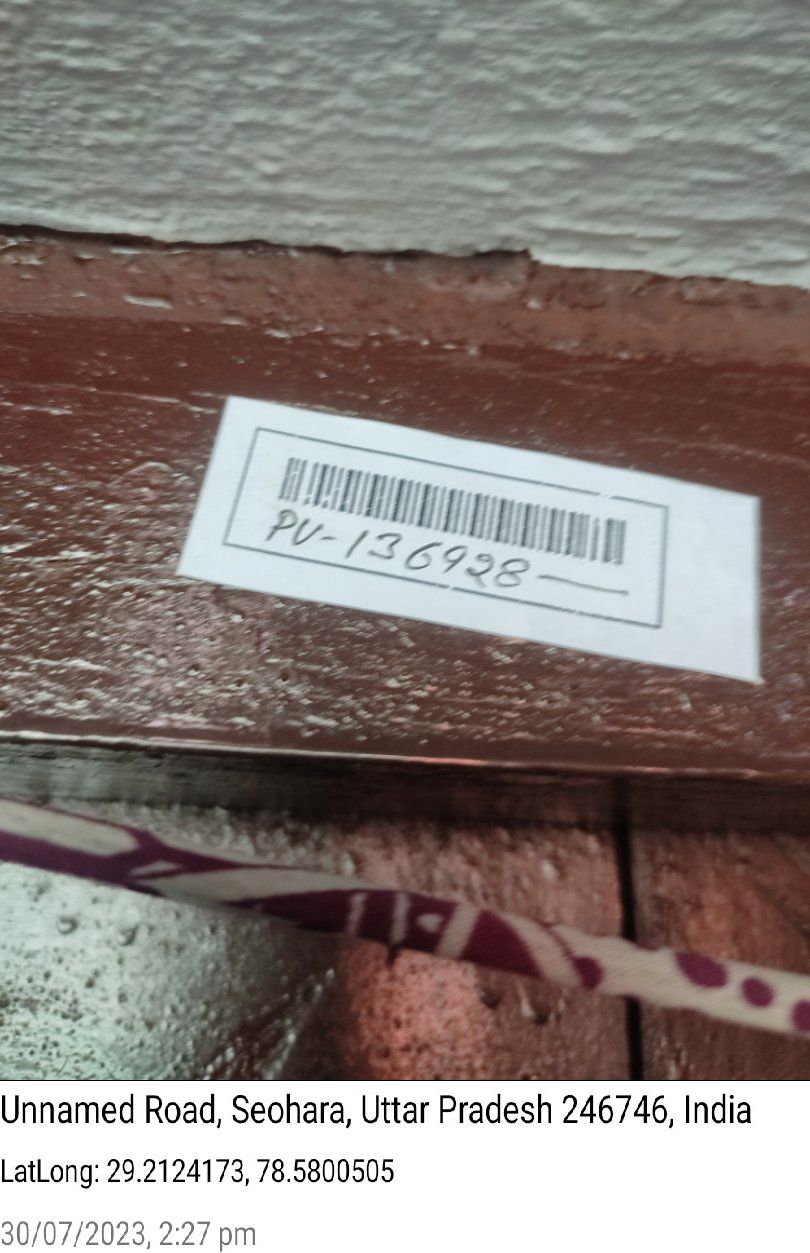 PV-136928
Unnamed Road, Seohara, Uttar Pradesh 246746, India
LatLong: 29.2124173, 78.5800505
30/07/2023, 2:27 pm